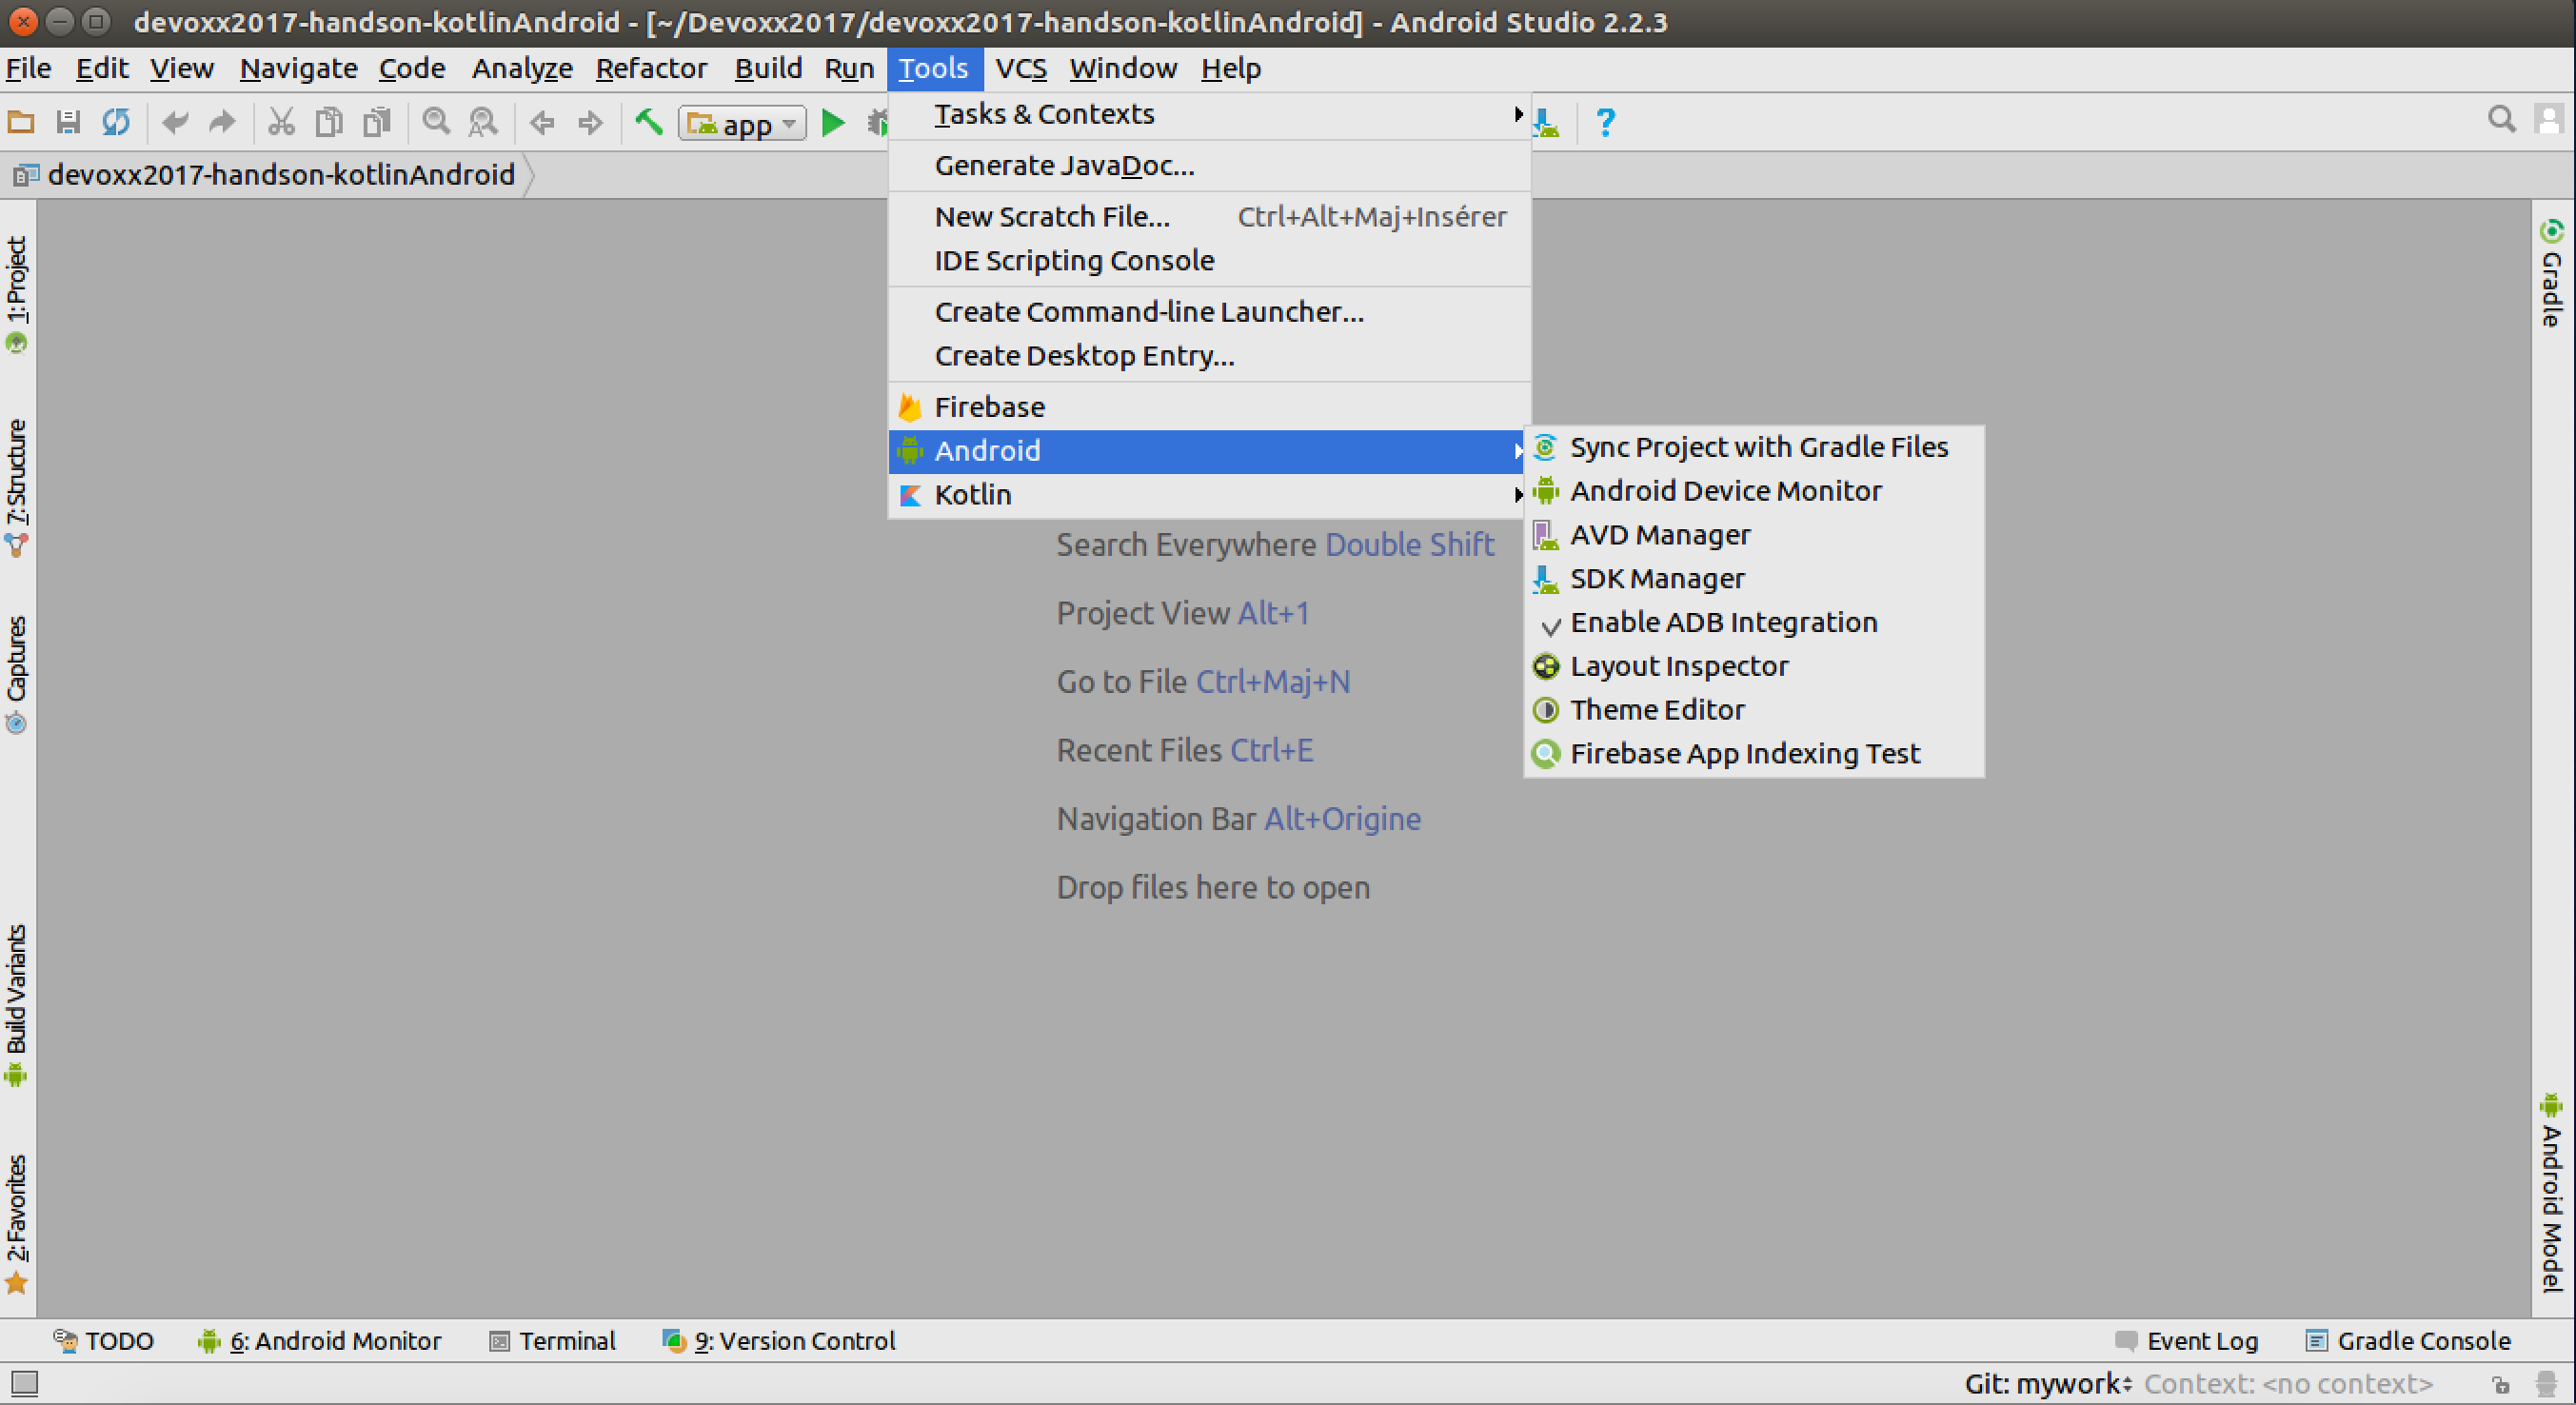 devoxx2017-handson-kotlinAndroid - [~/Devoxx2017/devoxx2017-handson-kotlinAndroid] - Android Studio 2.2.3
File Edit View Navigate Code Analyze Refactor Build Run Tools VCS Window Help
app
devoxx2017-handson-kotlinAndroid
Tasks & Contexts
Generate JavaDoc...
New Scratch File... Ctrl+Alt+Maj+Insérer
IDE Scripting Console
Create Command-line Launcher...
Create Desktop Entry...
Firebase
Android
Kotlin
Sync Project with Gradle Files
Android Device Monitor
AVD Manager
SDK Manager
Enable ADB Integration
Layout Inspector
Theme Editor
Firebase App Indexing Test
Search Everywhere Double Shift
Project View Alt+1
Go to File Ctrl+Maj+N
Recent Files Ctrl+E
Navigation Bar Alt+Origine
Drop files here to open
1: Project
7: Structure
Captures
Build Variants
2: Favorites
Gradle
Android Model
TODO 6: Android Monitor Terminal 9: Version Control Event Log Gradle Console
Git: mywork Context: <no context>